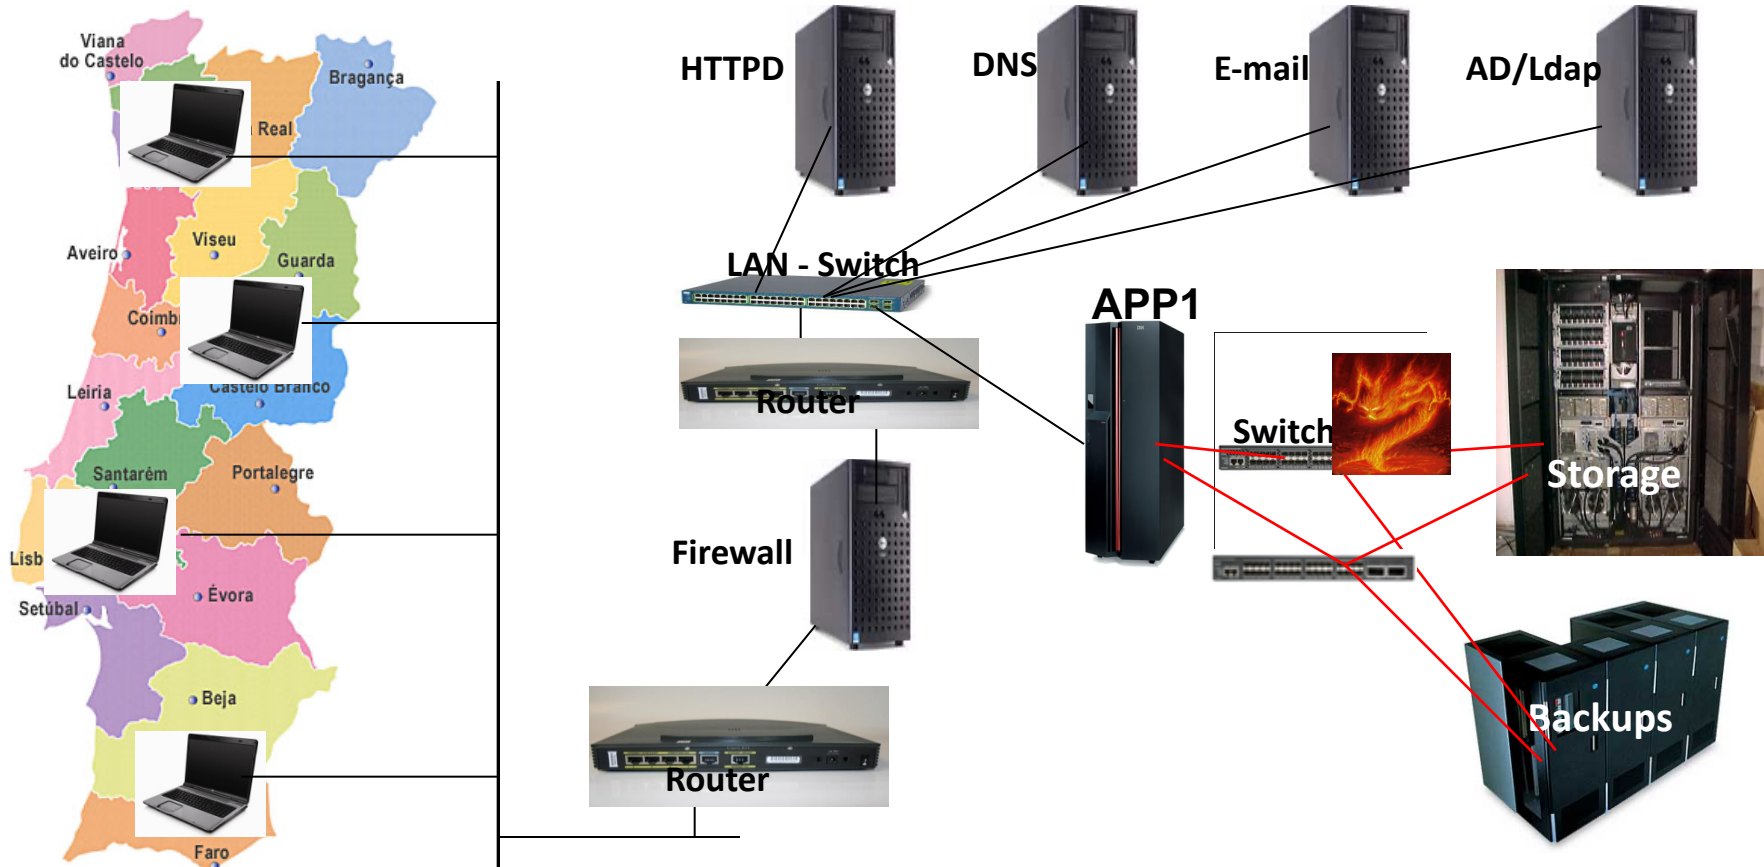 Viana
do Castelo
Bragança
Real
Aveiro
Viseu
Guarda
Coimb
Castelo Branco
Leiria
Santarém
Portalegre
Lisb
Setúbal
Évora
Beja
Faro
HTTPD
DNS
E-mail
AD/Ldap
LAN - Switch
APP1
Router
Switch
Storage
Firewall
Backups
Router